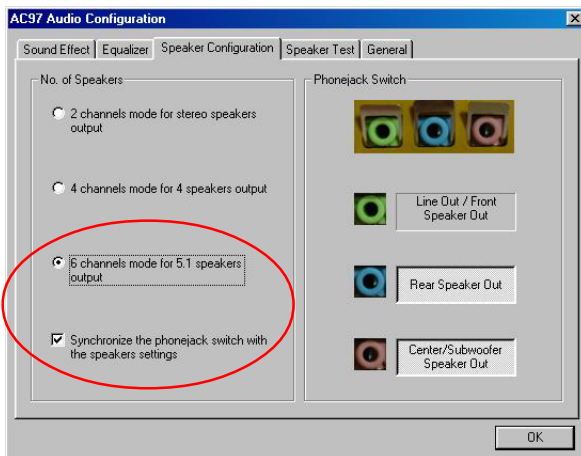 AC97 Audio Configuration
Sound Effect
Equalizer
Speaker Configuration
Speaker Test
General
No. of Speakers
2 channels mode for stereo speakers
output
4 channels mode for 4 speakers output
6 channels mode for 5.1 speakers
output
Synchronize the phonejack switch with
the speakers settings
Phonejack Switch
Line Out / Front
Speaker Out
Rear Speaker Out
Center/Subwoofer
Speaker Out
OK